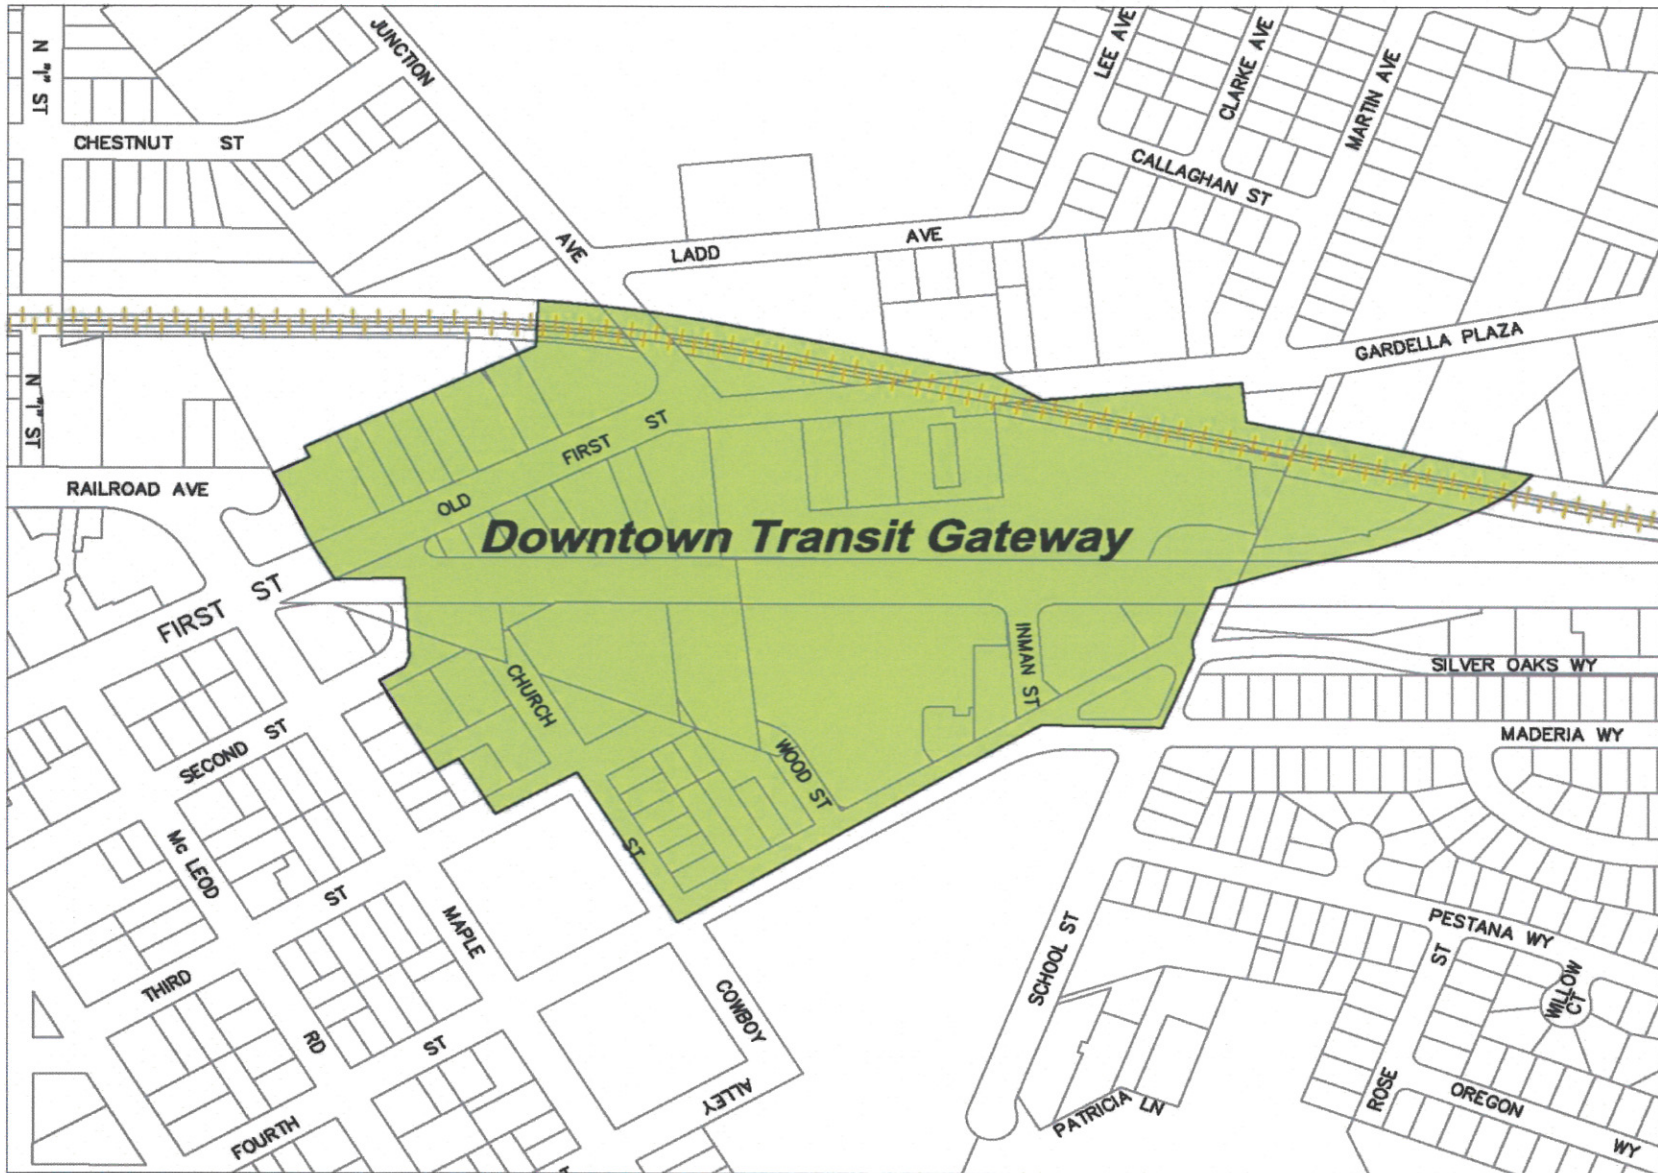 N "I" ST
CHESTNUT ST
JUNCTION
AVE
LEE AVE
CLARKE AVE
MARTIN AVE
CALLAGHAN ST
LADD AVE
GARDELLA PLAZA
N "I" ST
RAILROAD AVE
OLD FIRST ST
Downtown Transit Gateway
FIRST ST
CHURCH
ST
INMAN ST
WOOD ST
SILVER OAKS WY
MADERIA WY
SECOND ST
Mc LEOD
RD
MAPLE
THIRD ST
FOURTH ST
COWBOY
ALLEY
SCHOOL ST
PATRICIA LN
PESTANA WY
WILLOW
CT
ROSE ST
OREGON WY